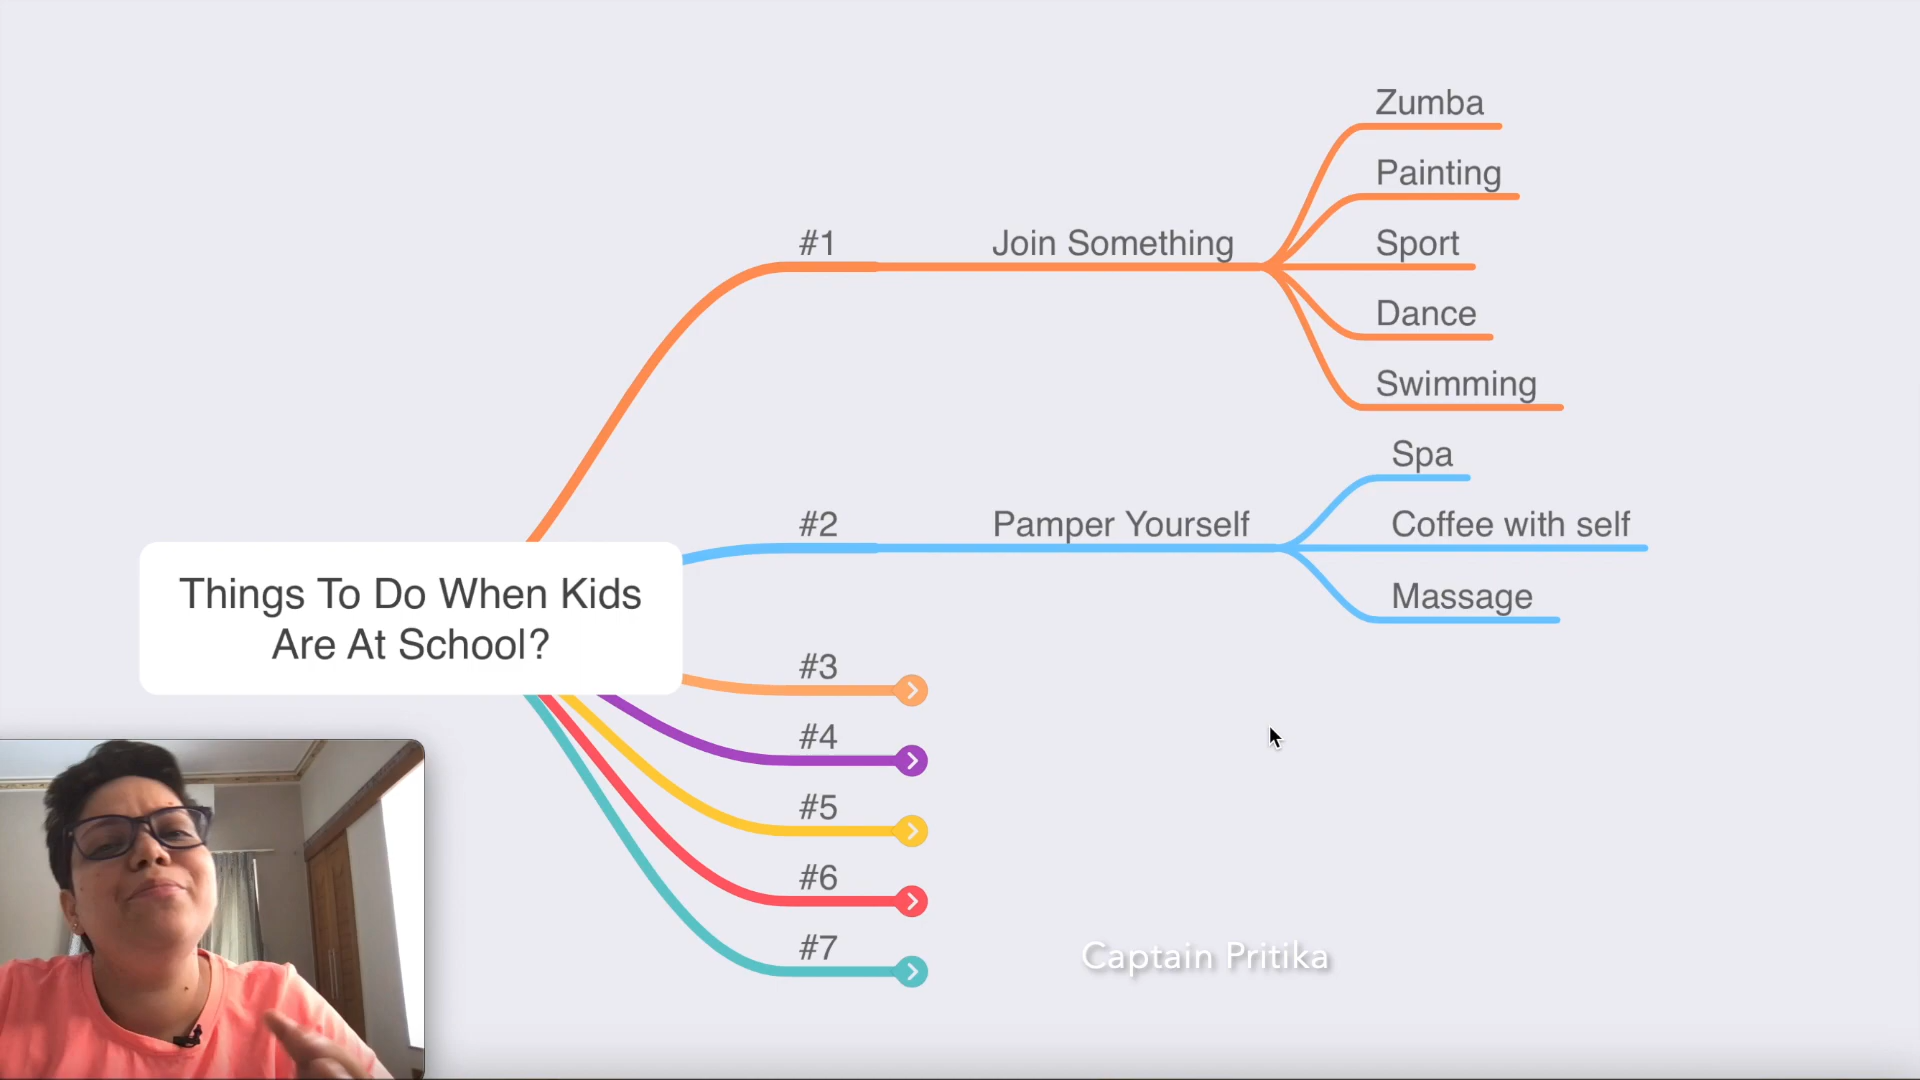 Zumba
Painting
#1
Join Something
Sport
Dance
Swimming
Spa
#2
Pamper Yourself
Coffee with self
Massage
Things To Do When Kids
Are At School?
#3
#4
#5
#6
#7
Captain Pritika